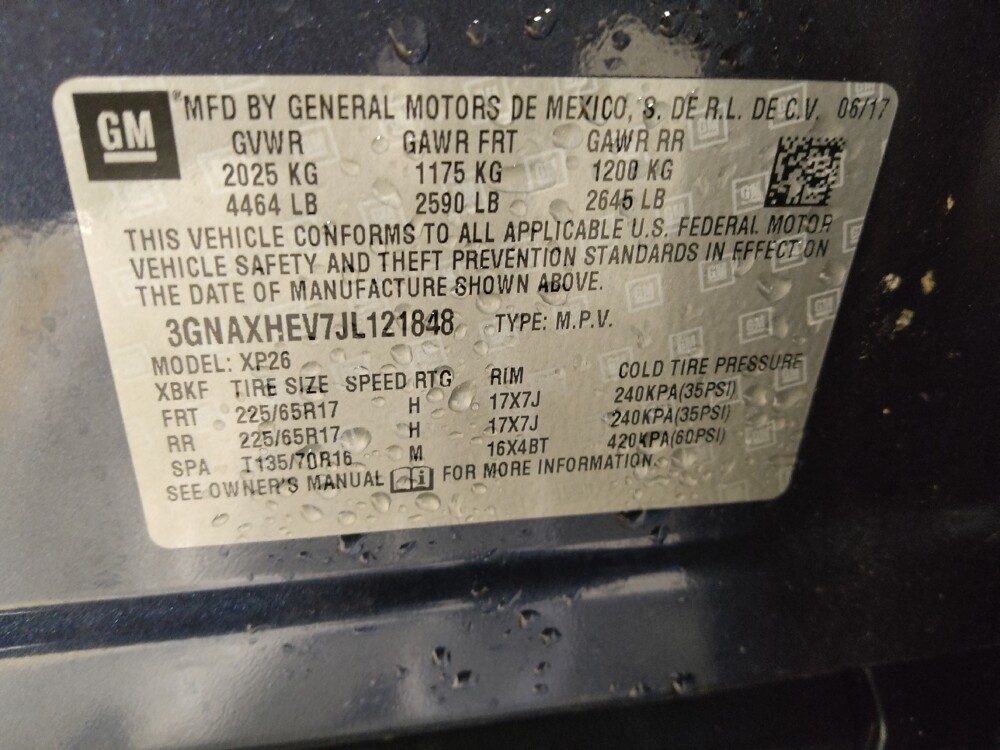 GM
®MFD BY GENERAL MOTORS DE MEXICO, S. DE R.L. DE C.V. 06/17
GVWR GAWR FRT GAWR RR
2025 KG 1175 KG 1200 KG
4464 LB 2590 LB 2645 LB
THIS VEHICLE CONFORMS TO ALL APPLICABLE U.S. FEDERAL MOTOR
VEHICLE SAFETY AND THEFT PREVENTION STANDARDS IN EFFECT ON
THE DATE OF MANUFACTURE SHOWN ABOVE.
3GNAXHEV7JL121848 TYPE: M.P.V.
MODEL: XP26
XBKF TIRE SIZE SPEED RTG RIM COLD TIRE PRESSURE
FRT 225/65R17 H 17X7J 240KPA(35PSI)
RR 225/65R17 H 17X7J 240KPA(35PSI)
SPA T135/70R16 M 16X4BT 420KPA(60PSI)
SEE OWNER'S MANUAL FOR MORE INFORMATION.